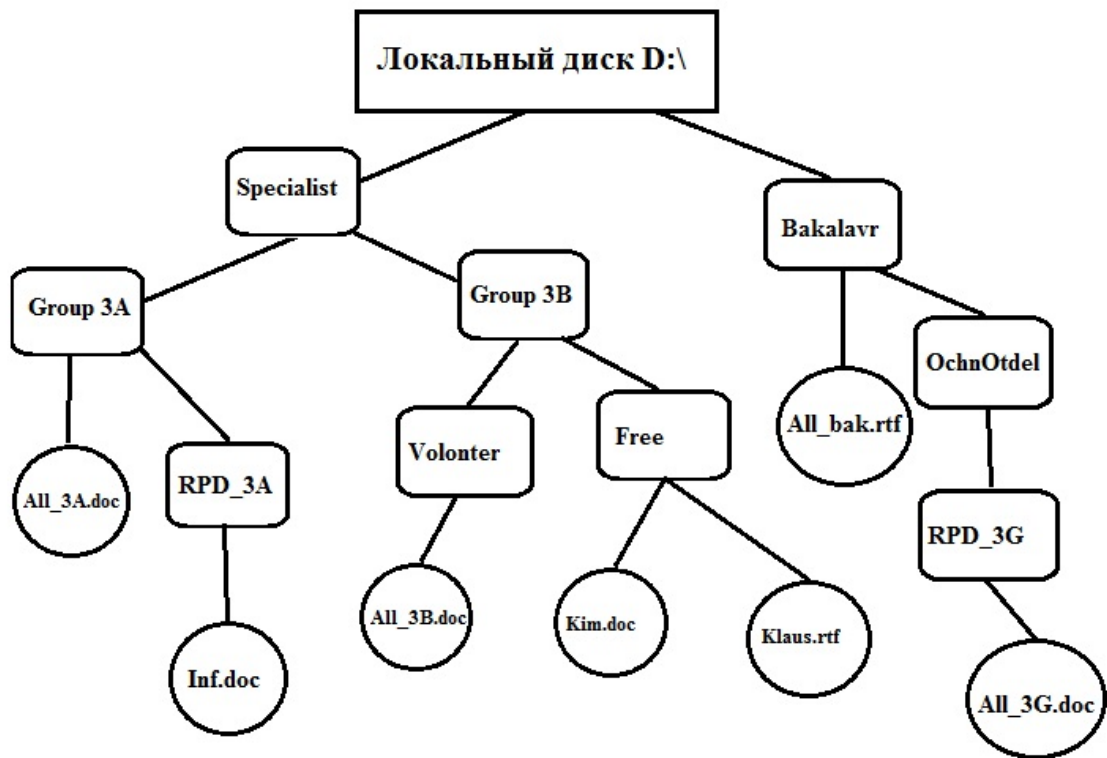 Локальный диск D:\
Specialist
Bakalavr
Group 3A
Group 3B
OchnOtdel
All_bak.rtf
Volonter
Free
All_3A.doc
RPD_3A
RPD_3G
All_3B.doc
Kim.doc
Klaus.rtf
Inf.doc
All_3G.doc